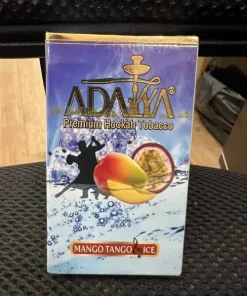 ADALYA®
Premium Hookah Tobacco
MANGO TANGO ICE